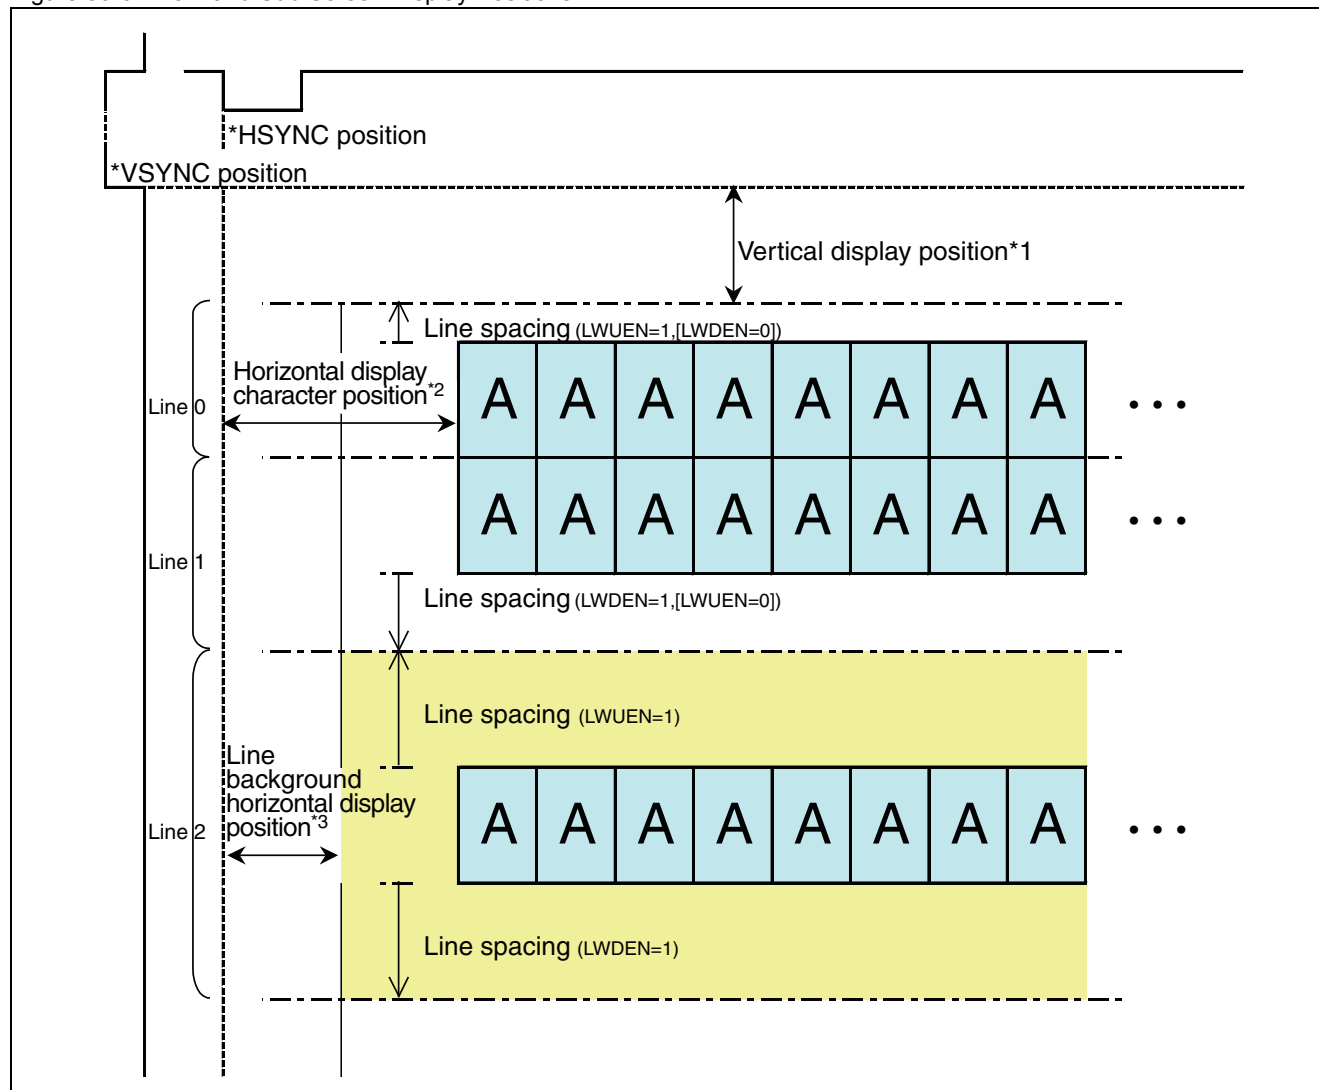 *HSYNC position
*VSYNC position
Vertical display position*1
Line spacing (LWUEN=1,[LWDEN=0])
Horizontal display
character position*2
Line 0
A A A A A A A A • • •
A A A A A A A A • • •
Line 1
Line spacing (LWDEN=1,[LWUEN=0])
Line spacing (LWUEN=1)
Line
background
horizontal display
position*3
Line 2
A A A A A A A A • • •
Line spacing (LWDEN=1)